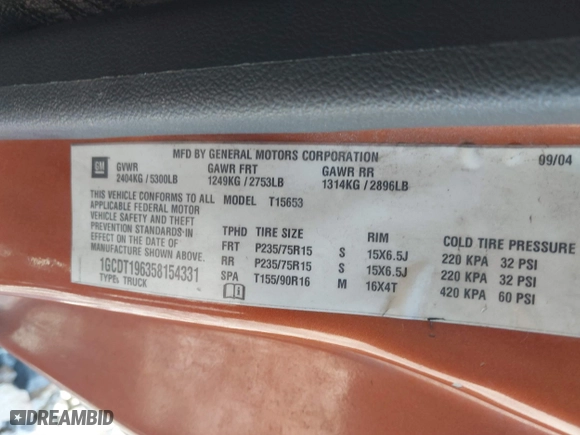 MFD BY GENERAL MOTORS CORPORATION 09/04
GM GVWR GAWR FRT GAWR RR
2404KG / 5300LB 1249KG / 2753LB 1314KG / 2896LB
THIS VEHICLE CONFORMS TO ALL MODEL T15653
APPLICABLE FEDERAL MOTOR
VEHICLE SAFETY, BUMPER, AND THEFT
PREVENTION STANDARDS IN
EFFECT ON THE DATE OF
MANUFACTURE SHOWN ABOVE.
1GCDT196358154331
TYPE: TRUCK
TPHD TIRE SIZE RIM COLD TIRE PRESSURE
FRT P235/75R15 S 15X6.5J 220 KPA 32 PSI
RR P235/75R15 S 15X6.5J 220 KPA 32 PSI
SPA T155/90R16 M 16X4T 420 KPA 60 PSI
DREAMBID